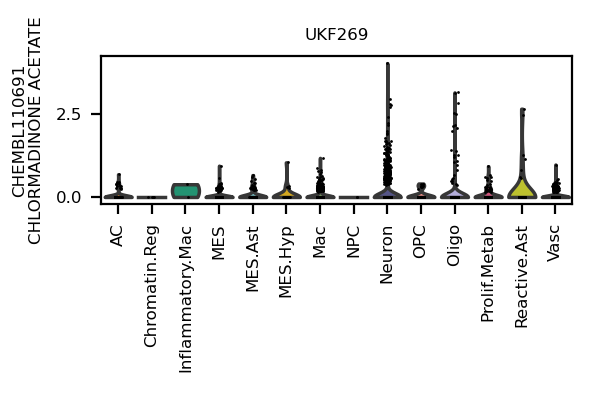 UKF269
CHEMBL110691
CHLORMADINONE ACETATE
2.5
0.0
AC
Chromatin.Reg
Inflammatory.Mac
MES
MES.Ast
MES.Hyp
Mac
NPC
Neuron
OPC
Oligo
Prolif.Metab
Reactive.Ast
Vasc